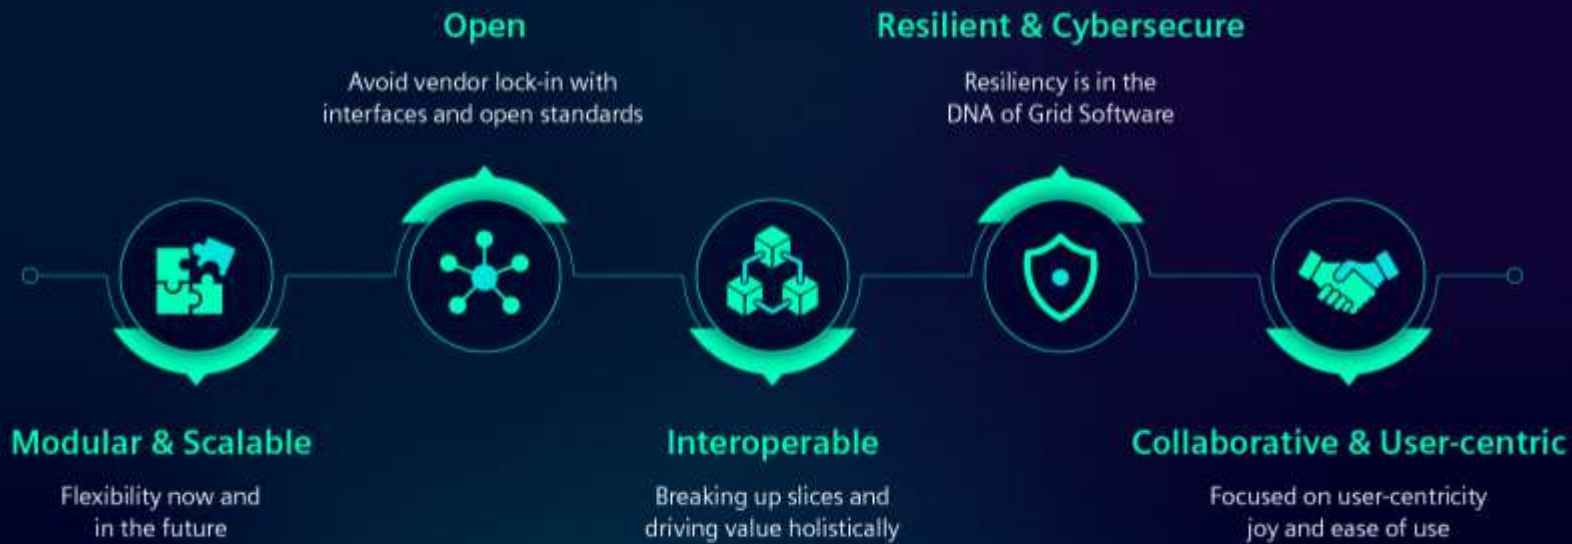 Open
Avoid vendor lock-in with
interfaces and open standards
Resilient & Cybersecure
Resiliency is in the
DNA of Grid Software
Modular & Scalable
Flexibility now and
in the future
Interoperable
Breaking up slices and
driving value holistically
Collaborative & User-centric
Focused on user-centricity
joy and ease of use